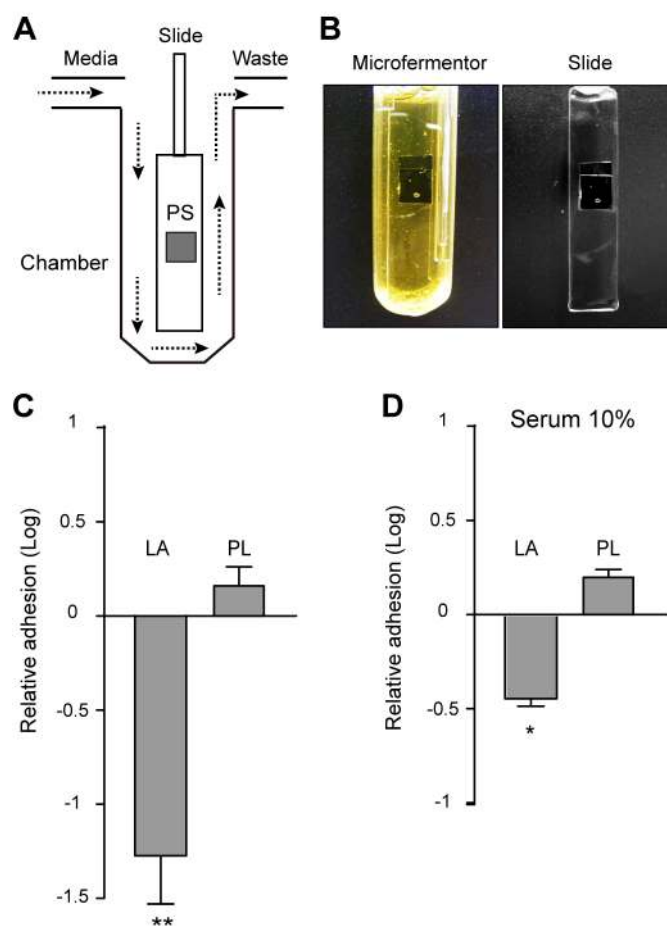 A
Slide
Media
Waste
PS
Chamber
B
Microfermentor
Slide
C
1
0.5
0
-0.5
-1
-1.5
Relative adhesion (Log)
LA
PL
**
D
Serum 10%
1
0.5
0
-0.5
-1
Relative adhesion (Log)
LA
PL
*